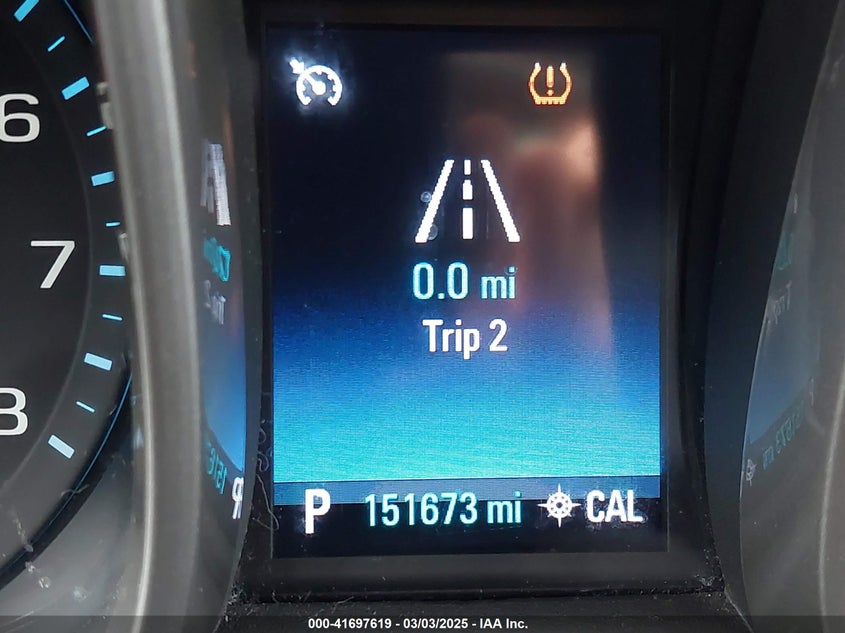 6
7
8
0.0 mi
Trip 2
P 151673 mi CAL
000-41697619 - 03/03/2025 - IAA Inc.